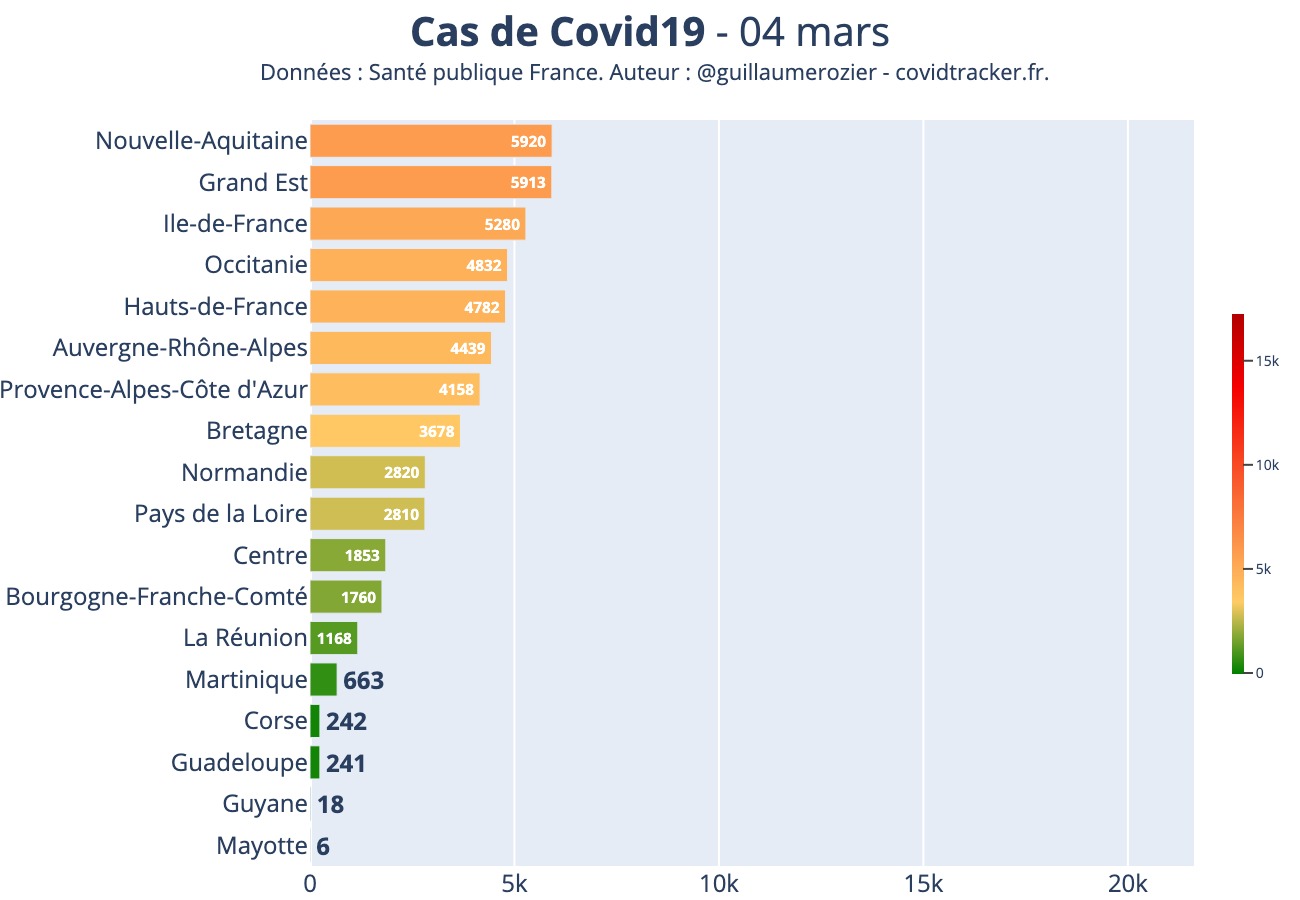 Cas de Covid19 - 04 mars
Données : Santé publique France. Auteur : @guillaumerozier - covidtracker.fr.
Nouvelle-Aquitaine 5920
Grand Est 5913
Ile-de-France 5280
Occitanie 4832
Hauts-de-France 4782
Auvergne-Rhône-Alpes 4439
Provence-Alpes-Côte d'Azur 4158
Bretagne 3678
Normandie 2820
Pays de la Loire 2810
Centre 1853
Bourgogne-Franche-Comté 1760
La Réunion 1168
Martinique 663
Corse 242
Guadeloupe 241
Guyane 18
Mayotte 6
0 5k 10k 15k 20k
15k
10k
5k
0